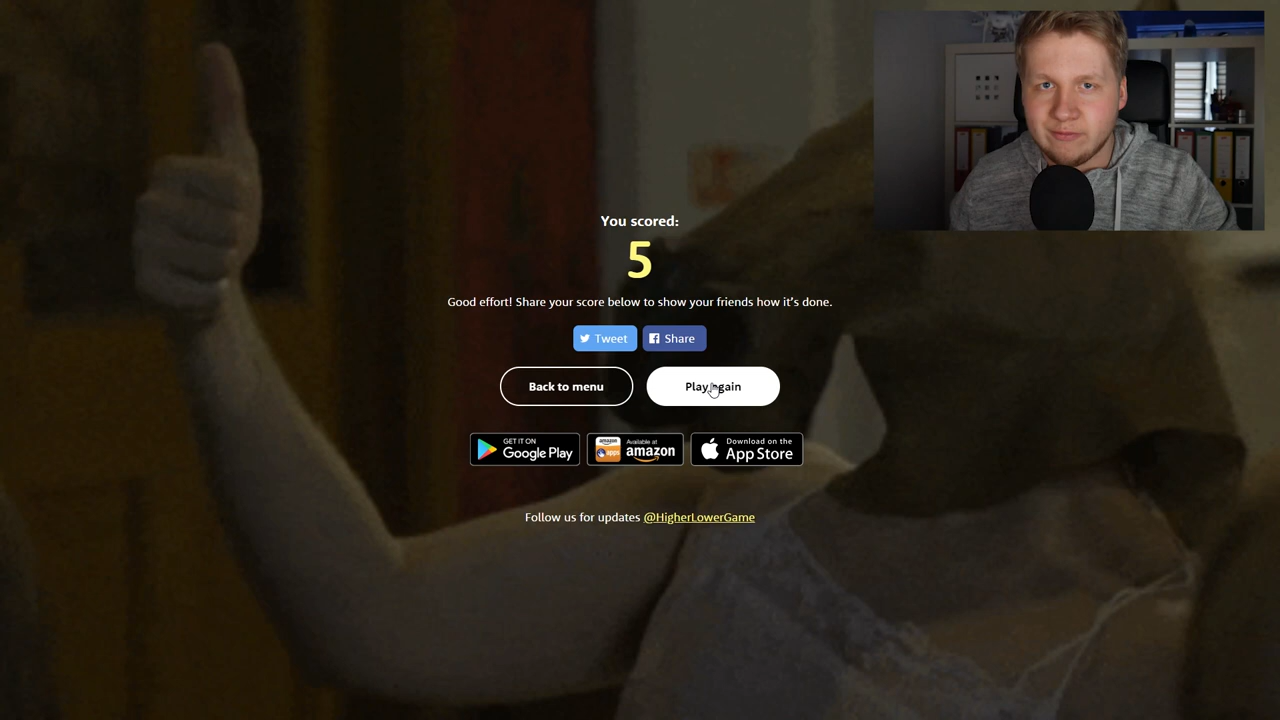 You scored:
5
Good effort! Share your score below to show your friends how it's done.
Tweet Share
Back to menu Play again
GET IT ON Google Play amazon apps Available at amazon Download on the App Store
Follow us for updates @HigherLowerGame